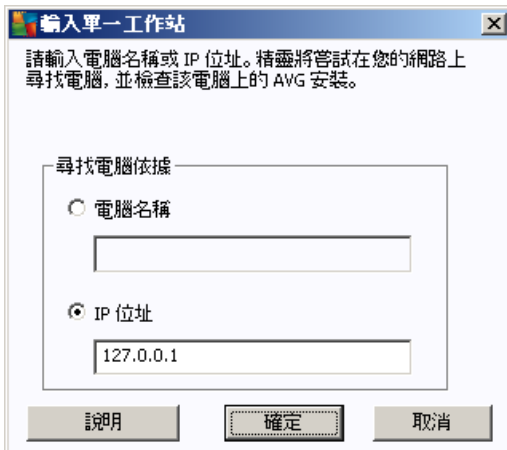 輸入單一工作站
請輸入電腦名稱或 IP 位址。精靈將嘗試在您的網路上
尋找電腦, 並檢查該電腦上的 AVG 安裝。
尋找電腦依據
電腦名稱
IP 位址
127.0.0.1
說明
確定
取消